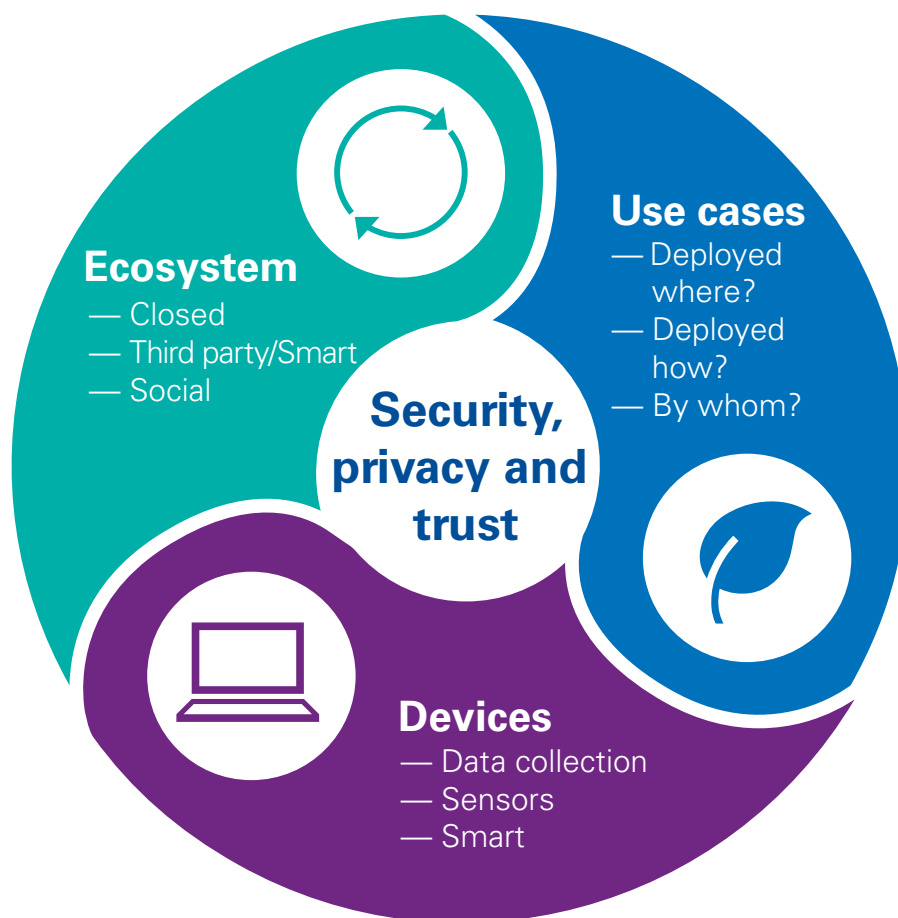 Ecosystem
— Closed
— Third party/Smart
— Social
Use cases
— Deployed
where?
— Deployed
how?
— By whom?
Security,
privacy and
trust
Devices
— Data collection
— Sensors
— Smart